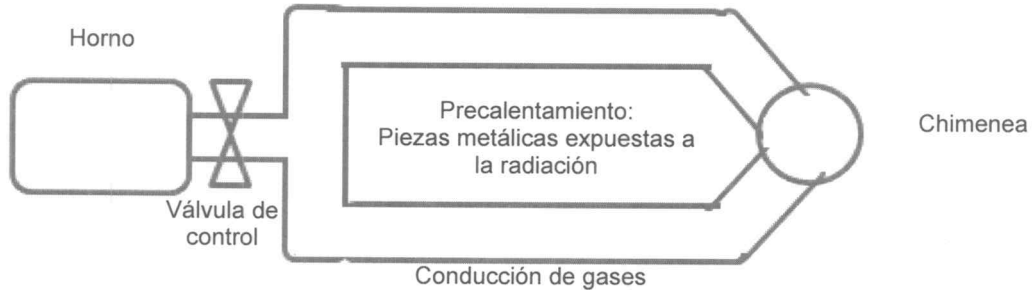 Horno
Precalentamiento:
Piezas metálicas expuestas a
la radiación
Chimenea
Válvula de
control
Conducción de gases